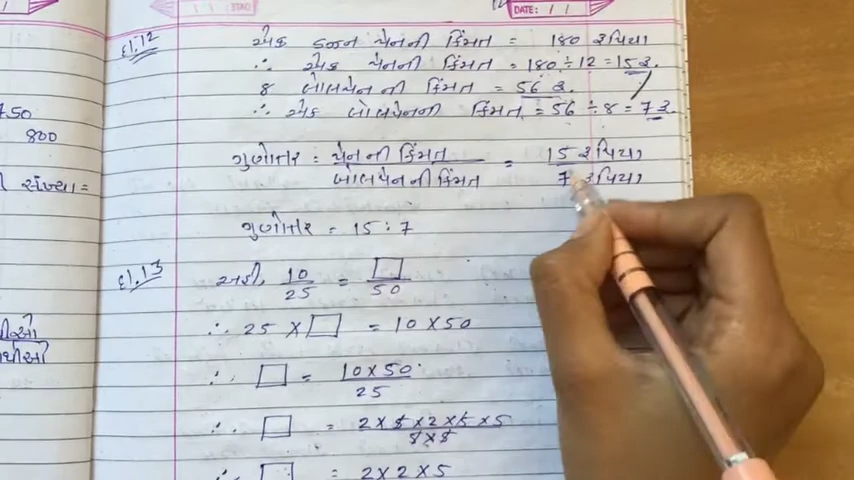 DATE: / /
750
800
સંખ્યા =
દા.12 એક ડઝન પેનની કિંમત = 180 રૂપિયા
∴ એક પેનની કિંમત = 180 ÷ 12 = 15 રૂ.
8 બોલપેનની કિંમત = 56 રૂ.
∴ એક બોલપેનની કિંમત = 56 ÷ 8 = 7 રૂ.
ગુણોત્તર = પેનની કિંમત / બોલપેનની કિંમત = 15 રૂપિયા / 7 રૂપિયા
ગુણોત્તર = 15 : 7
દા.13 અહી, 10/25 = □/50
∴ 25 × □ = 10 × 50
∴ □ = 10 × 50 / 25
∴ □ = 2 × 5 × 2 × 5 × 5 / 5 × 5
∴ □ = 2 × 2 × 5